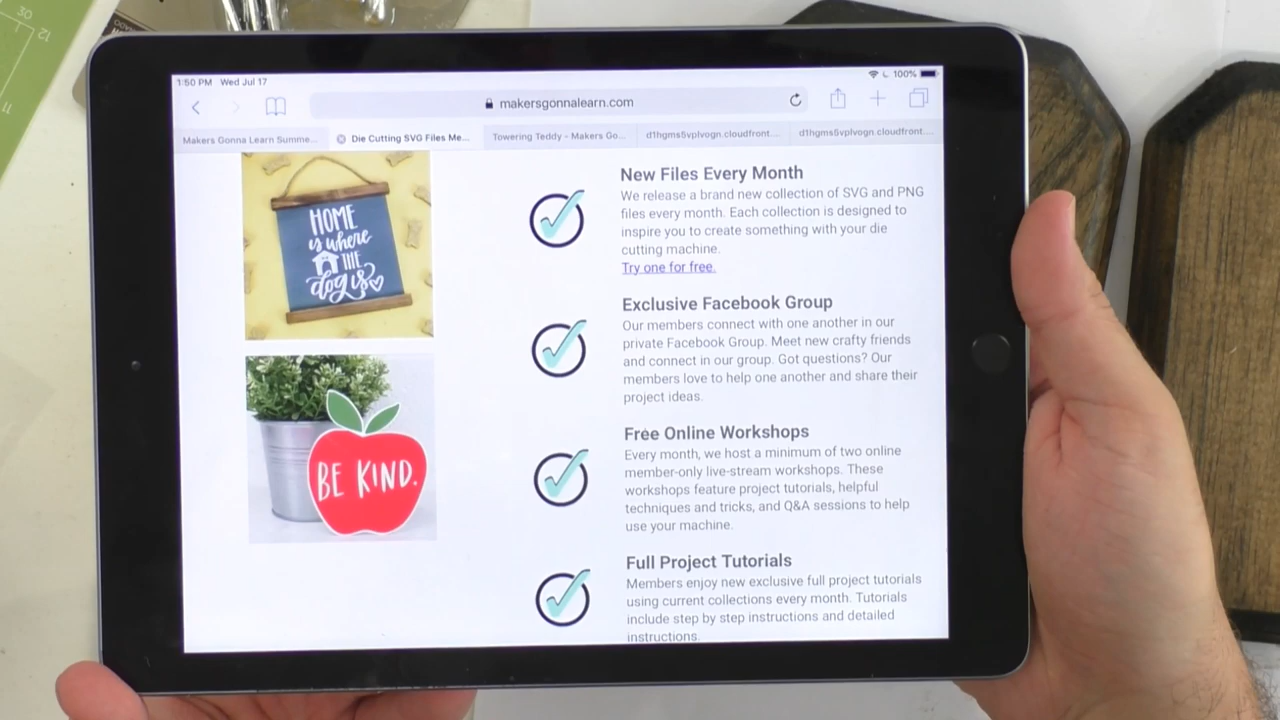 30
12
11
1:50 PM Wed Jul 17
100%
makersgonnalearn.com
Makers Gonna Learn Summe...
Die Cutting SVG Files Me...
Towering Teddy - Makers Go...
d1hgms5vplvogn.cloudfront....
d1hgms5vplvogn.cloudfront....
HOME
is where
THE
dog is
BE KIND.
New Files Every Month
We release a brand new collection of SVG and PNG
files every month. Each collection is designed to
inspire you to create something with your die
cutting machine.
Try one for free.
Exclusive Facebook Group
Our members connect with one another in our
private Facebook Group. Meet new crafty friends
and connect in our group. Got questions? Our
members love to help one another and share their
project ideas.
Free Online Workshops
Every month, we host a minimum of two online
member-only live-stream workshops. These
workshops feature project tutorials, helpful
techniques and tricks, and Q&A sessions to help
use your machine.
Full Project Tutorials
Members enjoy new exclusive full project tutorials
using current collections every month. Tutorials
include step by step instructions and detailed
instructions.